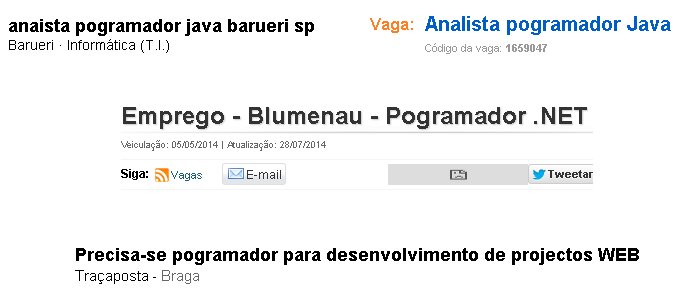 anaista pogramador java barueri sp
Barueri · Informática (T.I.)
Vaga: Analista pogramador Java
Código da vaga: 1659047
Emprego - Blumenau - Pogramador .NET
Veiculação: 05/05/2014 | Atualização: 28/07/2014
Siga: Vagas E-mail Tweetar
Precisa-se pogramador para desenvolvimento de projectos WEB
Traçaposta - Braga